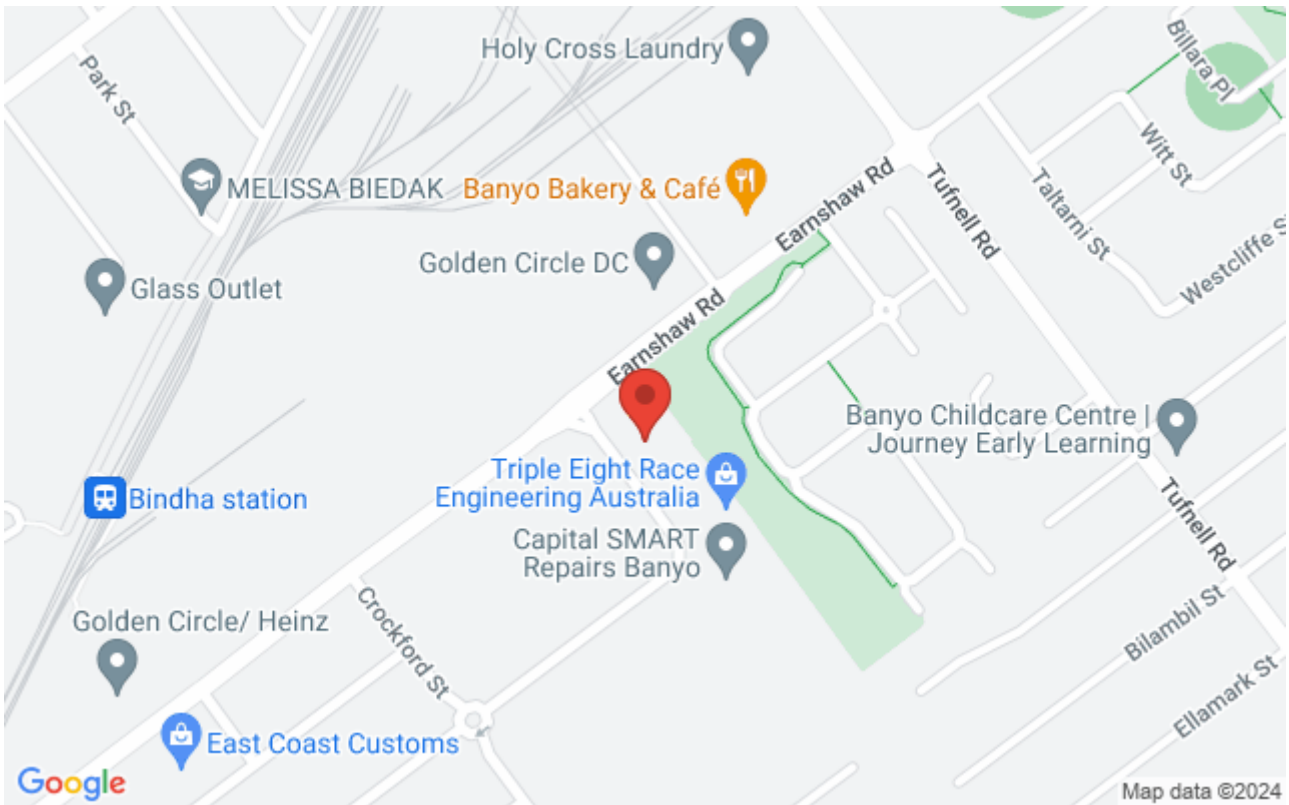 Holy Cross Laundry
Billara Pl
Park St
Witt St
MELISSA BIEDAK
Banyo Bakery & Café
Earnshaw Rd
Tufnell Rd
Taltarni St
Golden Circle DC
Glass Outlet
Westcliffe S
Earnshaw Rd
Banyo Childcare Centre |
Journey Early Learning
Triple Eight Race
Engineering Australia
Bindha station
Tufnell Rd
Capital SMART
Repairs Banyo
Crockford St
Golden Circle/ Heinz
Bilambil St
Ellamark St
East Coast Customs
Google
Map data ©2024